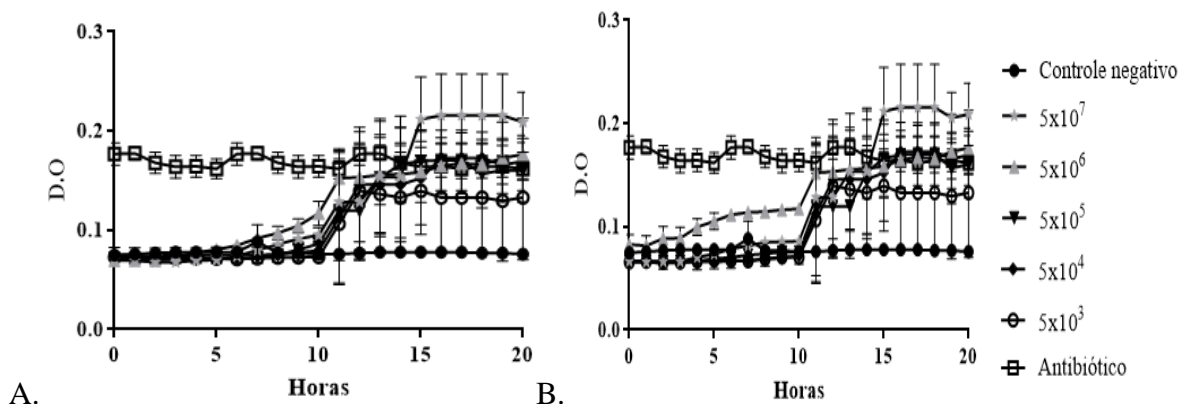 0.3
0.2
0.1
0.0
D.O
0 5 10 15 20
Horas
A.
0.3
0.2
0.1
0.0
D.O
0 5 10 15 20
Horas
B.
Controle negativo
5x10⁷
5x10⁶
5x10⁵
5x10⁴
5x10³
Antibiótico